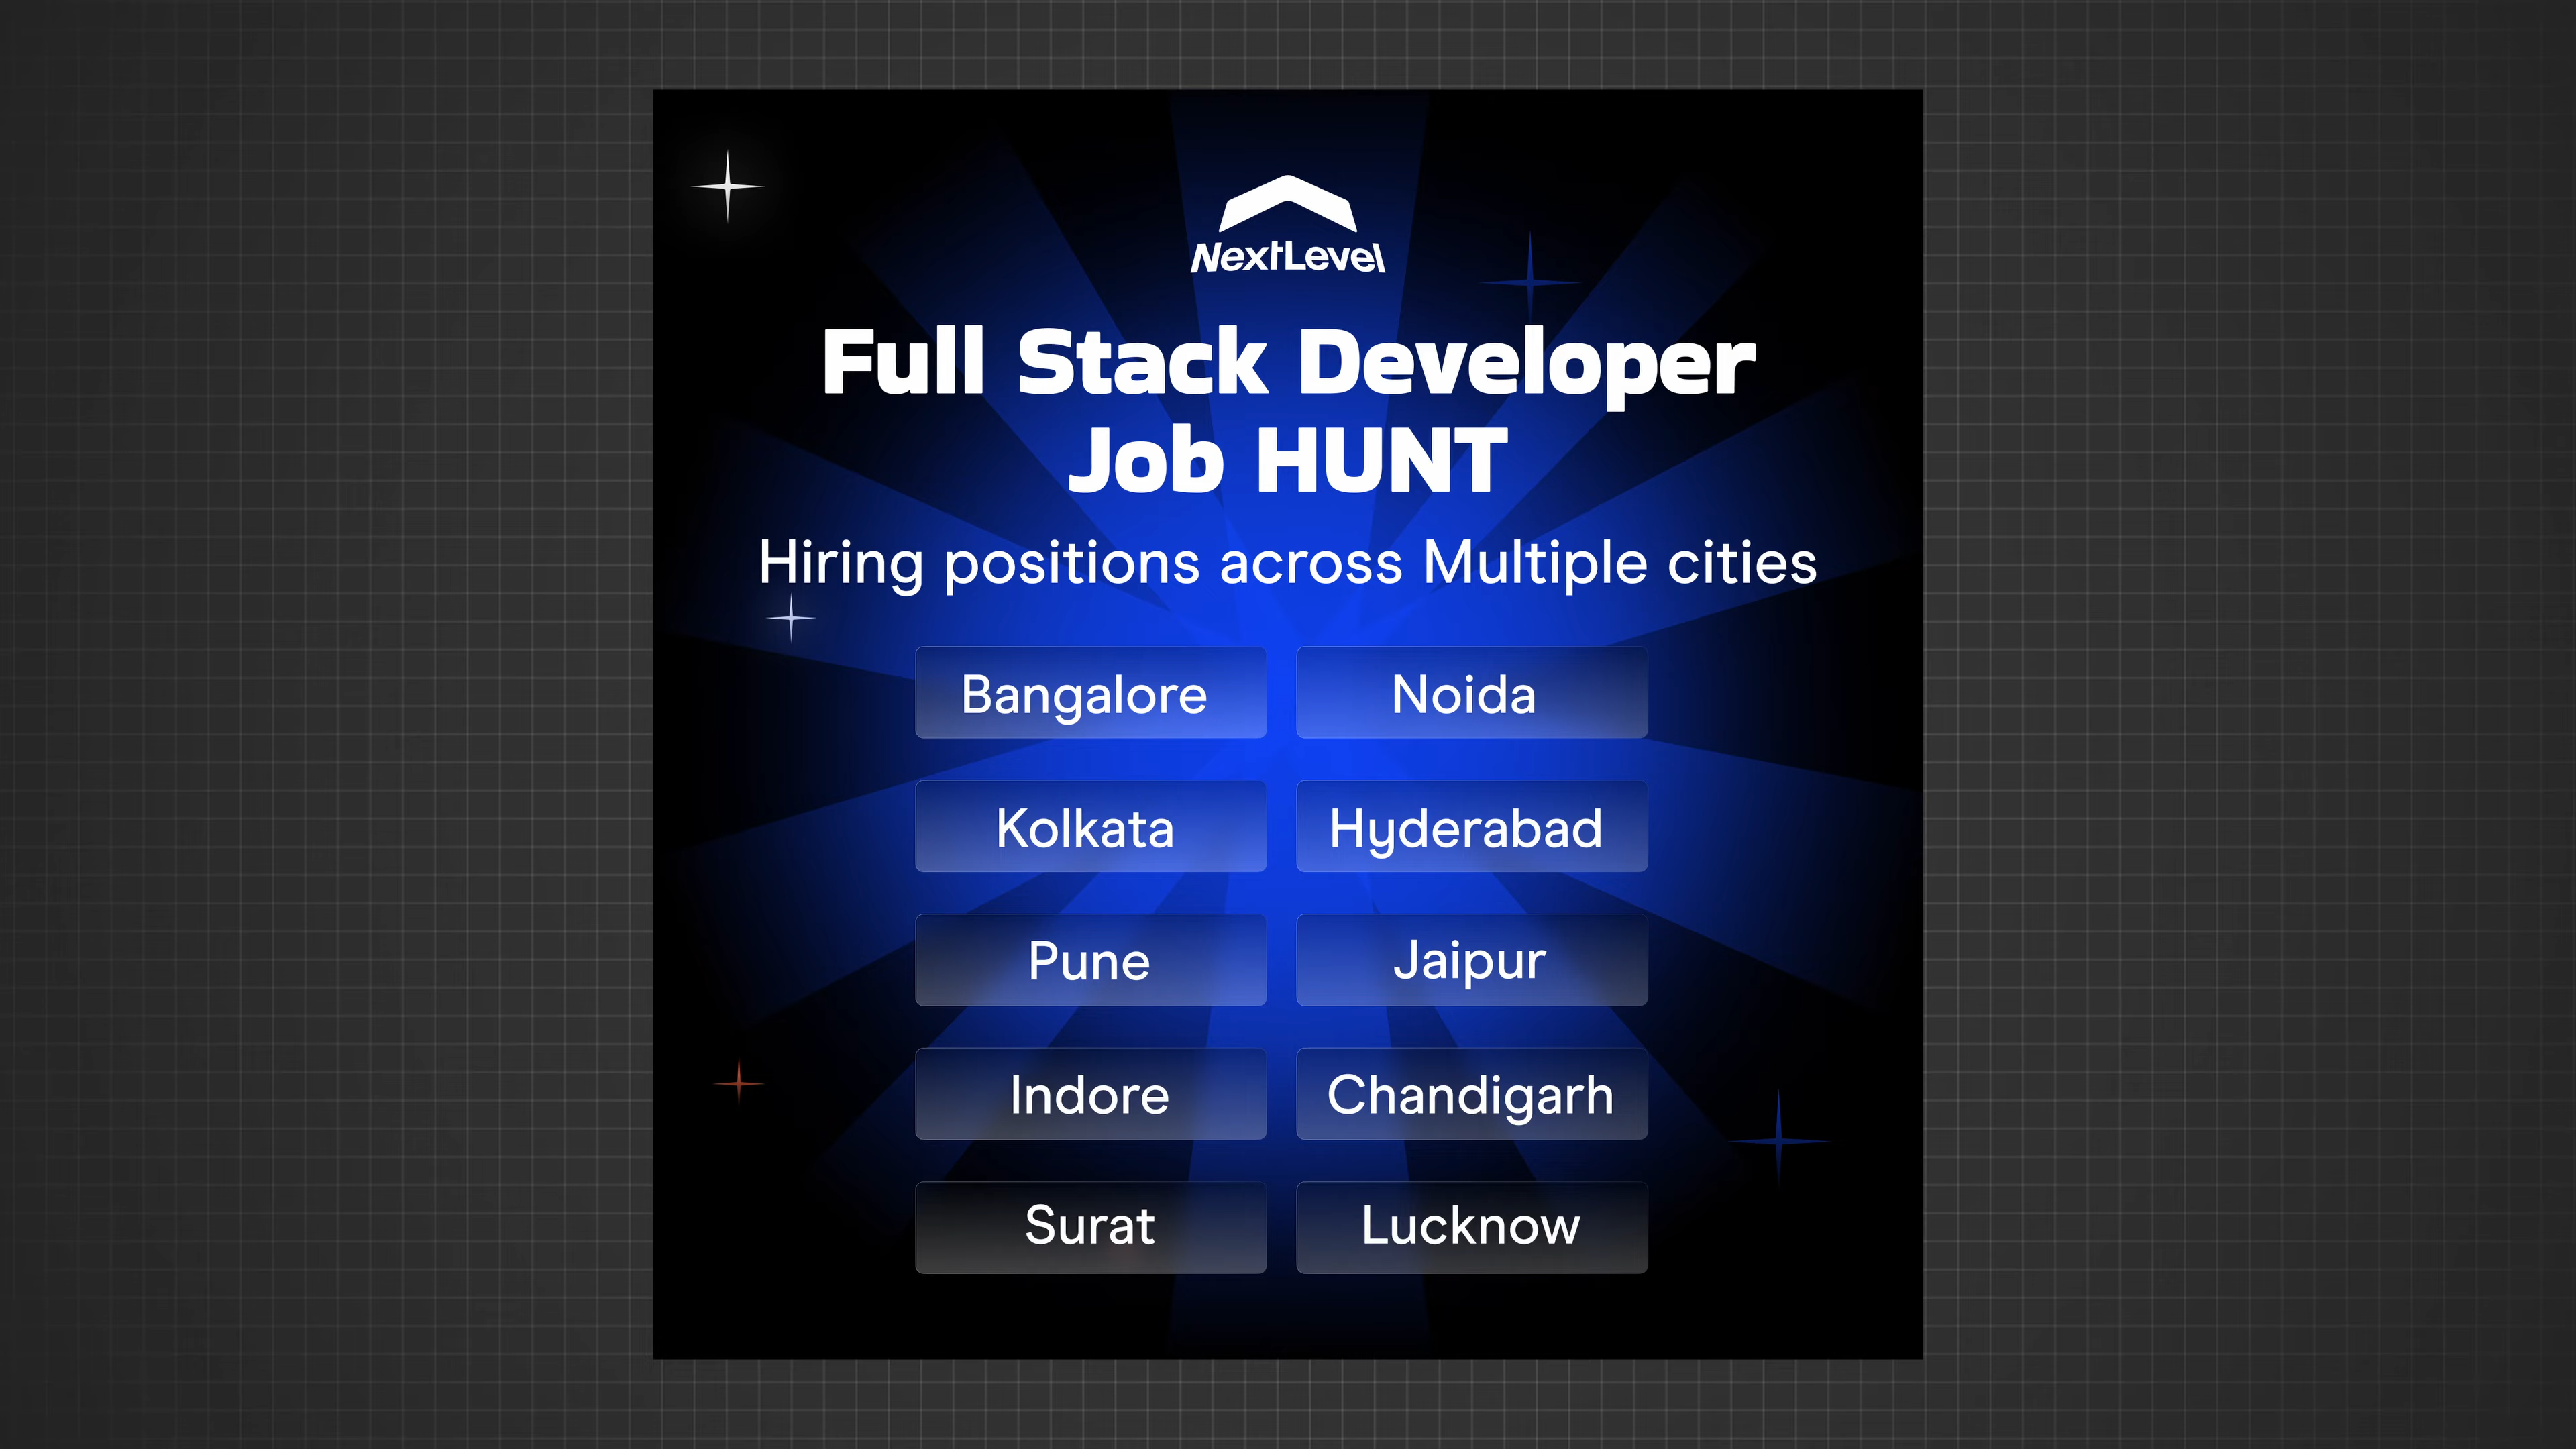 NextLevel
Full Stack Developer
Job HUNT
Hiring positions across Multiple cities
Bangalore
Noida
Kolkata
Hyderabad
Pune
Jaipur
Indore
Chandigarh
Surat
Lucknow